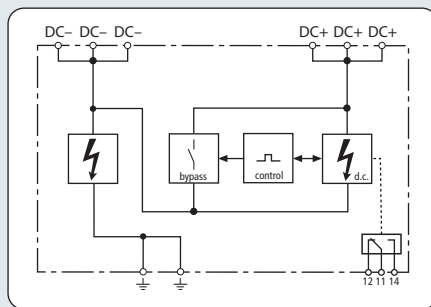 DC– DC– DC– DC+ DC+ DC+
bypass control d.c.
12 11 14